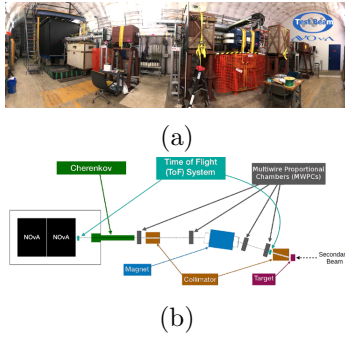 Test Beam
NOvA
(a)
Time of Flight
(ToF) System
Cherenkov
Multiwire Proportional
Chambers (MWPCs)
NOvA
NOvA
Magnet
Collimator
Target
Secondary
Beam
(b)